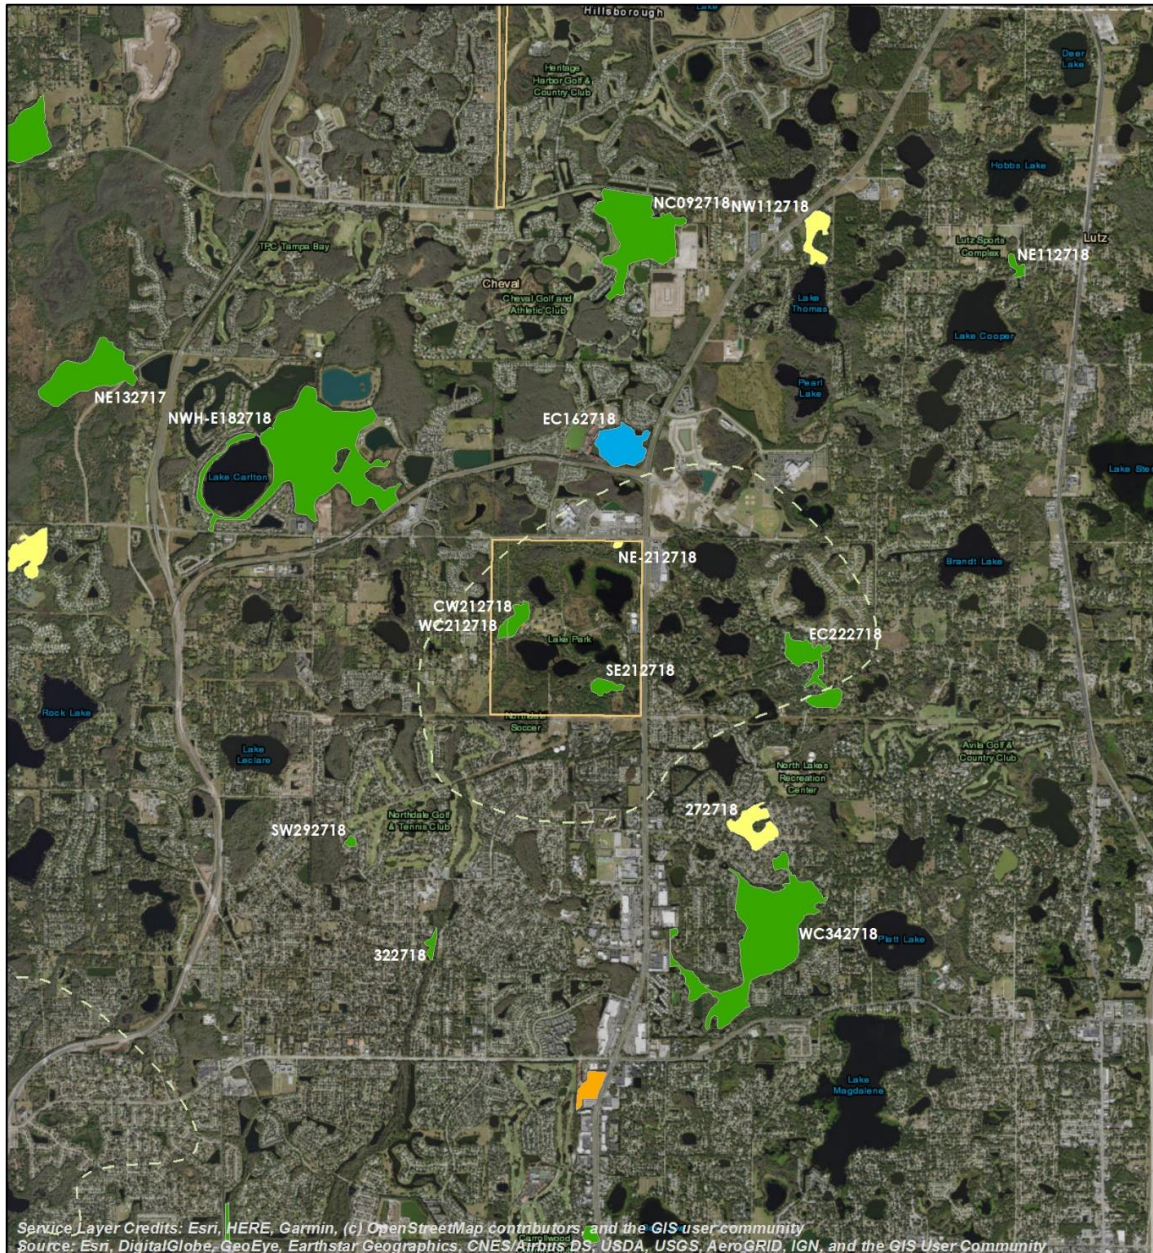 Hillsborough
Lake
Deer
Lake
Heritage
Harbor Golf &
Country Club
Hobbs Lake
NC092718
NW112718
TPC Tampa Bay
Lutz Sports
Complex
Lutz
NE112718
Cheval
Cheval Golf and
Athletic Club
Lake
Thomas
Lake Cooper
NE132717
Pearl
Lake
NWH-E182718
EC162718
Lake Carlton
Lake Ste
NE-212718
Brandt Lake
CW212718
WC212718
Lake Park
EC222718
SE212718
Rock Lake
Northdale
Soccer
Lake
Leclare
Avila Golf &
Country Club
North Lakes
Recreation
Center
272718
SW292718
Northdale Golf
& Tennis Club
WC342718
Platt Lake
322718
Lake
Magdalene
Carrollwood
Service Layer Credits: Esri, HERE, Garmin, (c) OpenStreetMap contributors, and the GIS user community
Source: Esri, DigitalGlobe, GeoEye, Earthstar Geographics, CNES/Airbus DS, USDA, USGS, AeroGRID, IGN, and the GIS User Community